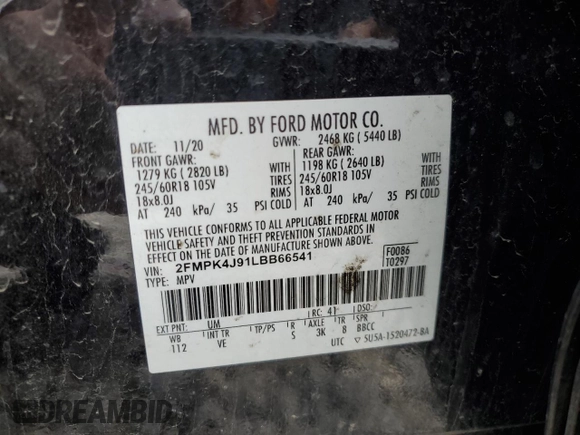 MFD. BY FORD MOTOR CO.
DATE: 11/20 GVWR: 2468 KG ( 5440 LB)
FRONT GAWR: REAR GAWR:
1279 KG ( 2820 LB) WITH 1198 KG ( 2640 LB) WITH
245/60R18 105V TIRES 245/60R18 105V TIRES
18x8.0J RIMS 18x8.0J RIMS
AT 240 kPa/ 35 PSI COLD AT 240 kPa/ 35 PSI COLD
THIS VEHICLE CONFORMS TO ALL APPLICABLE FEDERAL MOTOR
VEHICLE SAFETY AND THEFT PREVENTION STANDARDS IN
EFFECT ON THE DATE OF MANUFACTURE SHOWN ABOVE.
VIN: 2FMPK4J91LBB66541 F0086
TYPE: MPV T0297
EXT PNT: UM RC: 41 DSO:
WB INT TR TP/PS R AXLE TR SPR
112 VE S 3K 8 BBCC
UTC 5U5A-1520472-BA
DREAMBID